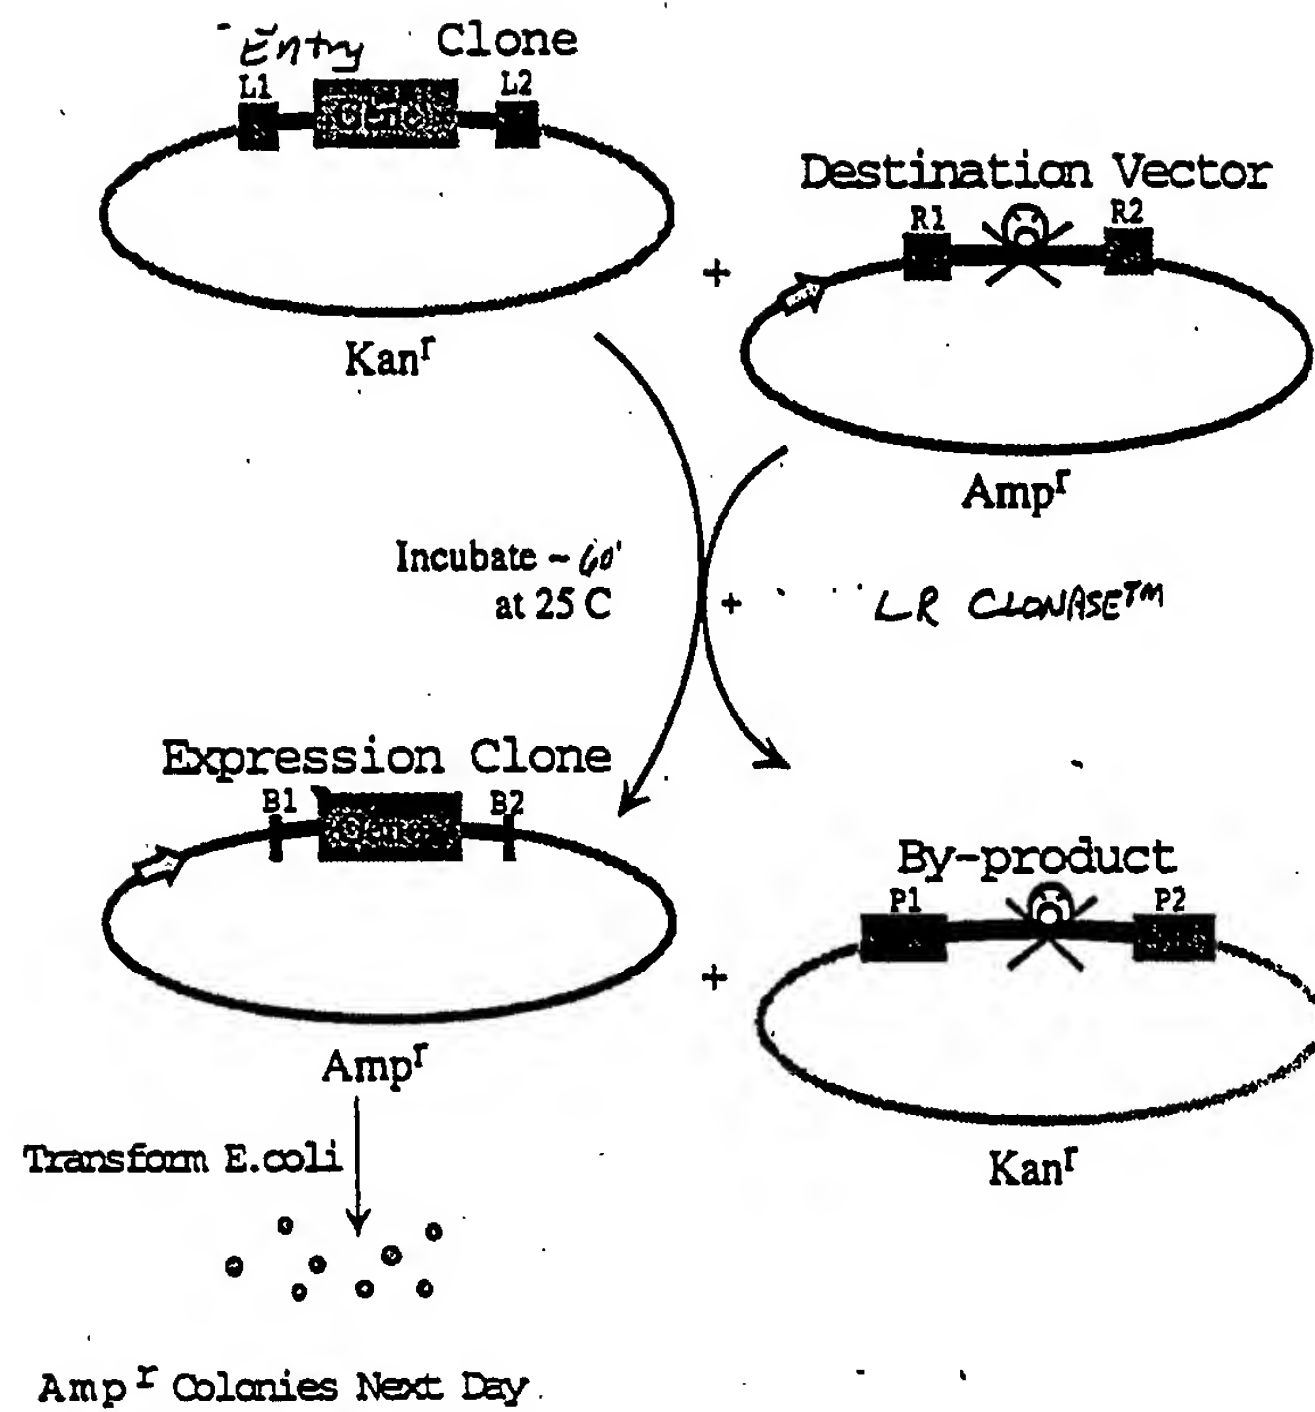 Entry Clone
L1 Gene L2
Kanʳ
+
Destination Vector
R1 R2
Ampʳ
Incubate ~ 60'
at 25 C
+ LR CLONASE™
Expression Clone
B1 Gene B2
Ampʳ
+
By-product
P1 P2
Kanʳ
Transform E.coli
Ampʳ Colonies Next Day